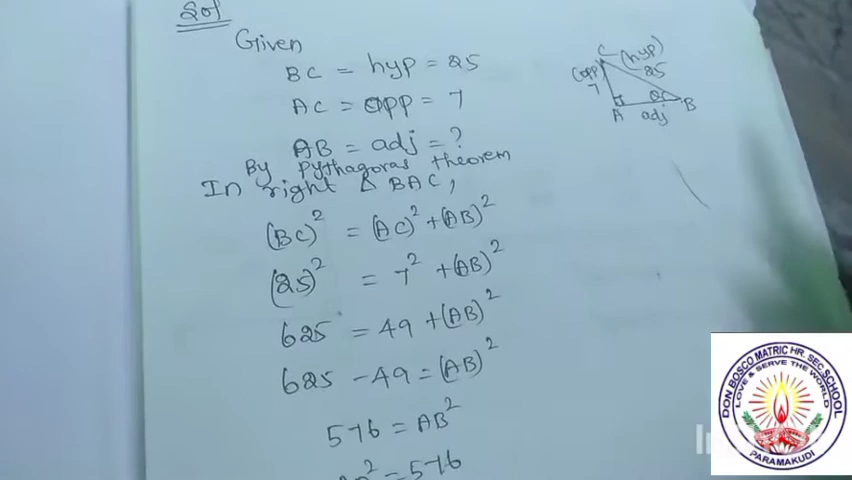 Sol
Given
BC = hyp = 25
AC = opp = 7
AB = adj = ?
By Pythagoras theorem
In right Δ BAC,
(BC)² = (AC)² + (AB)²
(25)² = 7² + (AB)²
625 = 49 + (AB)²
625 - 49 = (AB)²
576 = AB²
² = 576
C (hyp)
(opp) 25
7
A adj B
DON BOSCO MATRIC HR. SEC SCHOOL
LOVE & SERVE THE WORLD
PARAMAKUDI